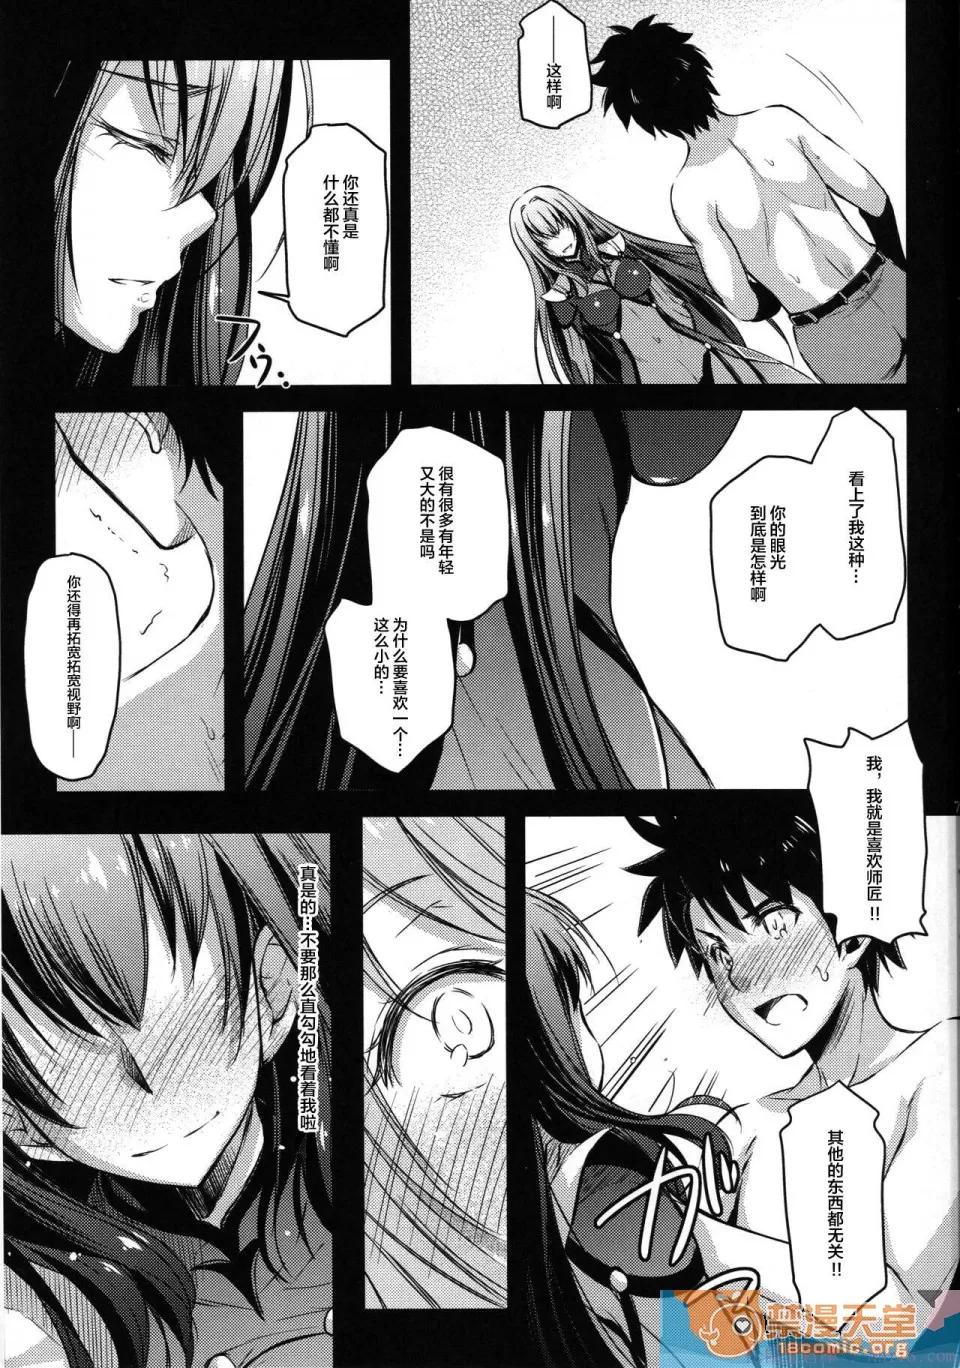 ——这样啊
你还真是
什么都不懂啊
フゥ．
看上了我这种…
你的眼光
到底是怎样啊
很有很多有年轻
又大的不是吗
为什么要喜欢一个…
这么小的…
你还得再拓宽拓宽视野啊——
我，我就是喜欢师匠!!
其他的东西都无关!!
真是的…不要那么直勾勾地看着我啦
禁漫天堂
18comic.org